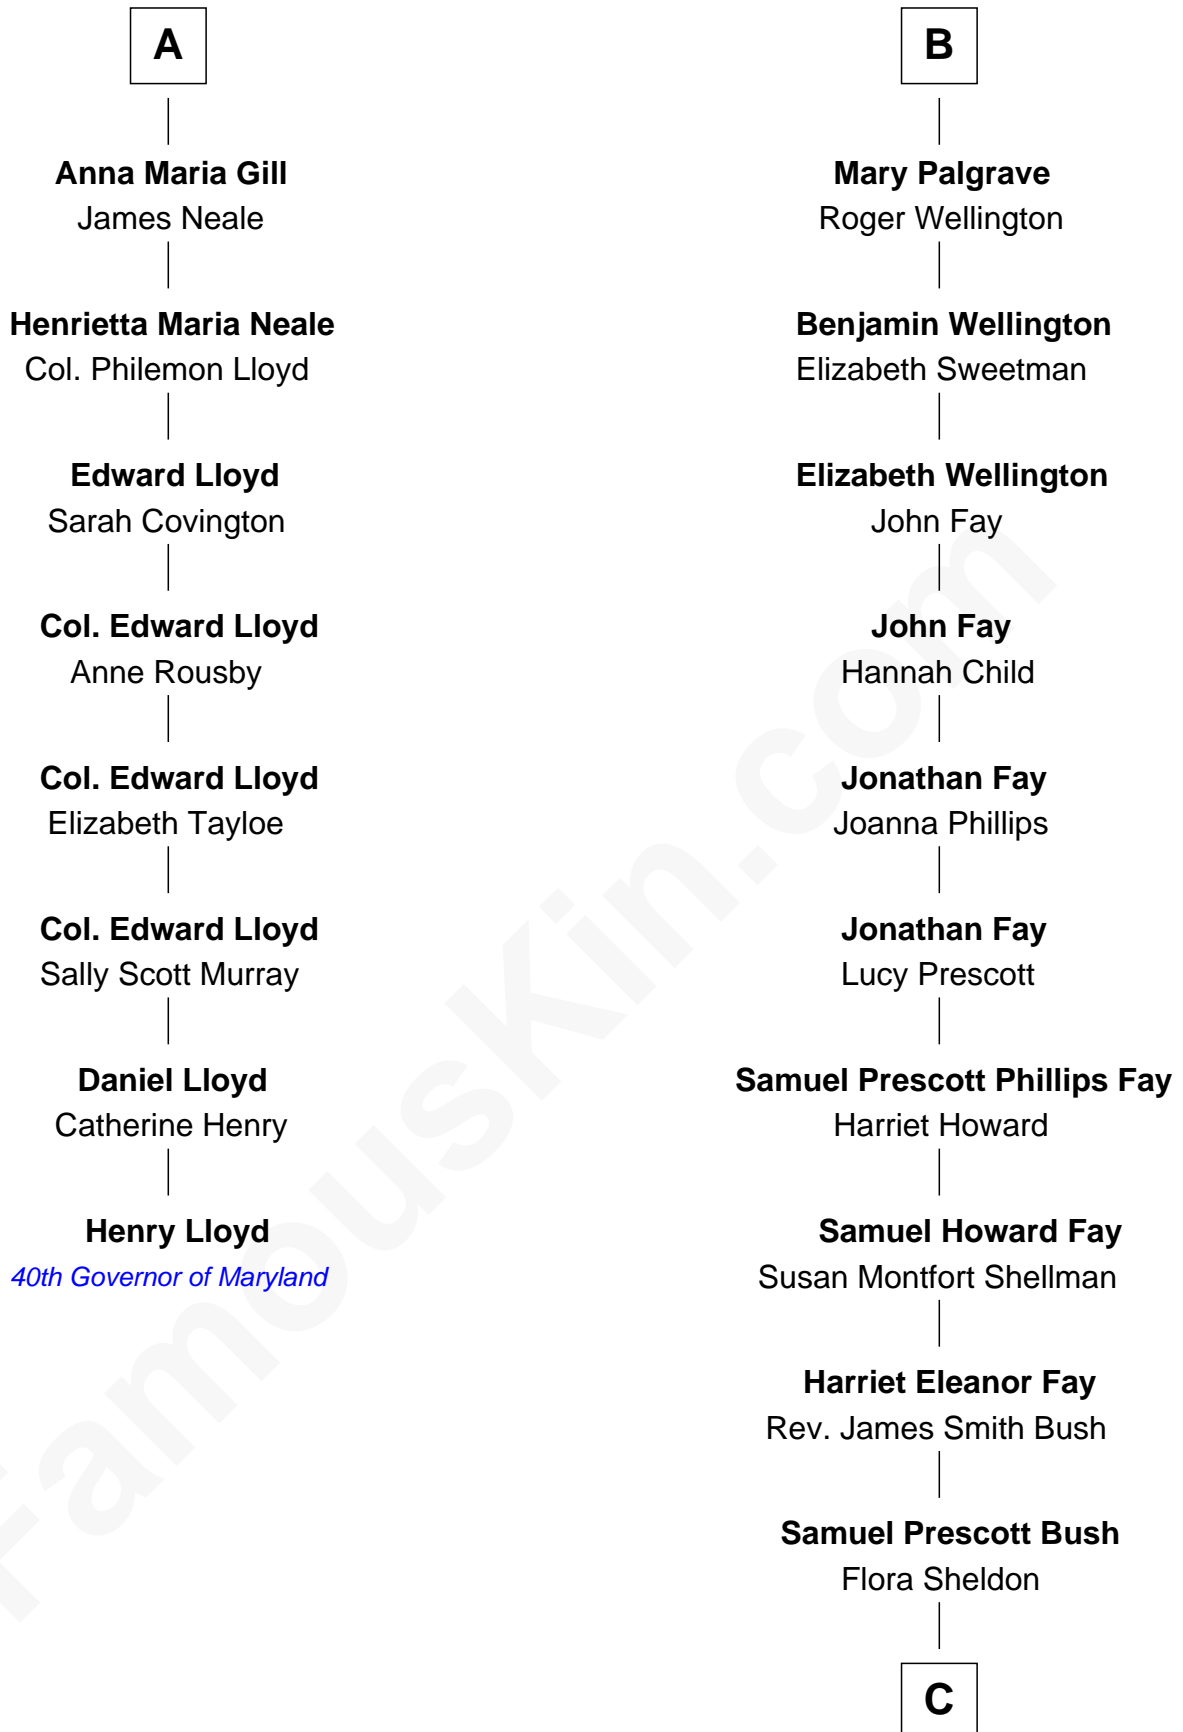 A
Anna Maria Gill
James Neale
Henrietta Maria Neale
Col. Philemon Lloyd
Edward Lloyd
Sarah Covington
Col. Edward Lloyd
Anne Rousby
Col. Edward Lloyd
Elizabeth Tayloe
Col. Edward Lloyd
Sally Scott Murray
Daniel Lloyd
Catherine Henry
Henry Lloyd
40th Governor of Maryland
B
Mary Palgrave
Roger Wellington
Benjamin Wellington
Elizabeth Sweetman
Elizabeth Wellington
John Fay
John Fay
Hannah Child
Jonathan Fay
Joanna Phillips
Jonathan Fay
Lucy Prescott
Samuel Prescott Phillips Fay
Harriet Howard
Samuel Howard Fay
Susan Montfort Shellman
Harriet Eleanor Fay
Rev. James Smith Bush
Samuel Prescott Bush
Flora Sheldon
C
FamousKin.com